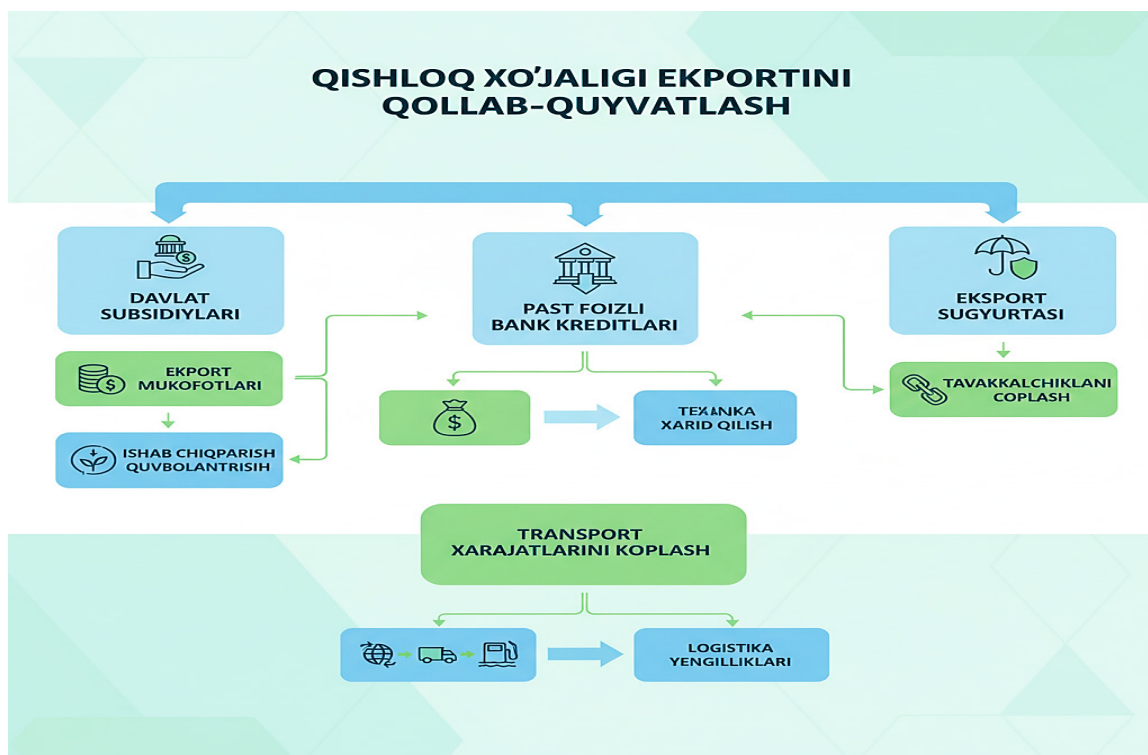 QISHLOQ XO'JALIGI EKPORTINI
QOLLAB-QUYVATLASH
DAVLAT
SUBSIDIYLARI
PAST FOIZLI
BANK KREDITLARI
EKSPORT
SUGYURTASI
EKPORT
MUKOFOTLARI
TAVAKKALCHIKLANI
COPLASH
XARID QILISH
ISHAB CHIQPARISH
QUVBOLANTRISIH
TRANSPORT
XARAJATLARINI KOPLASH
LOGISTIKA
YENGILLIKLARI